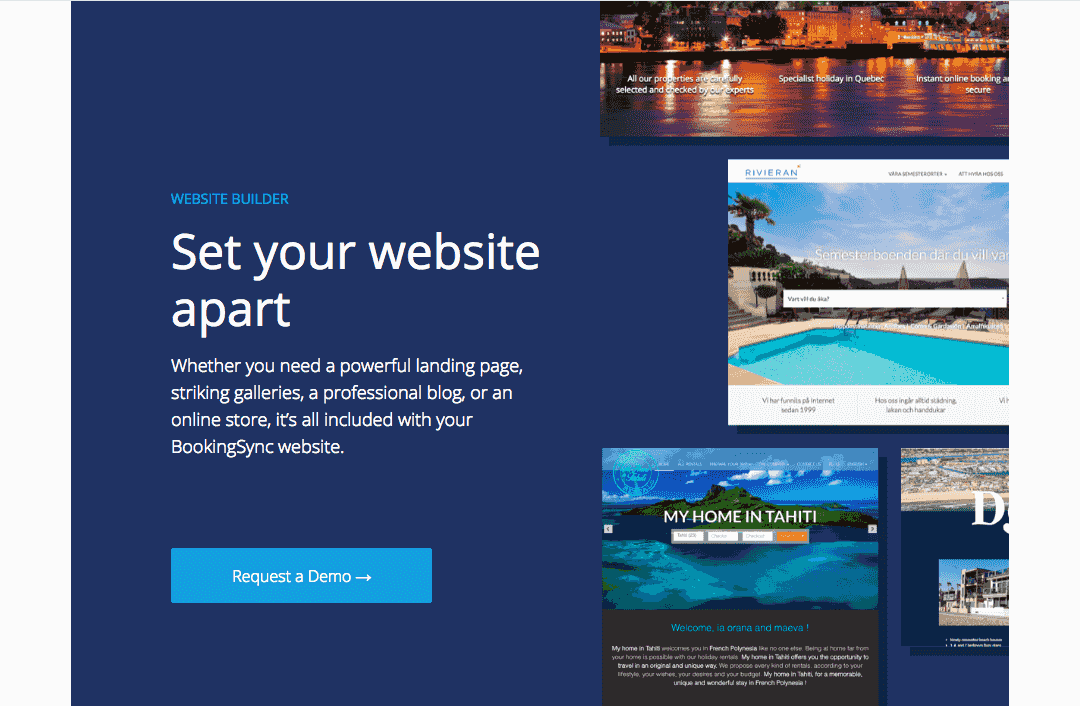 WEBSITE BUILDER
Set your website
apart
Whether you need a powerful landing page,
striking galleries, a professional blog, or an
online store, it’s all included with your
BookingSync website.
Request a Demo →
All our properties are carefully
selected and checked by our experts
Specialist holiday in Quebec
Instant online booking
secure
RIVIERAN
VÅRA SEMESTERORTER
ATT HYRA HOS OSS
Semesterboenden där du vill
Vart vill du åka?
Vi har funnits på Internet
sedan 1999
Hos oss ingår alltid städning,
lakan och handdukar
HOME
MY HOME IN TAHITI
Welcome, ia orana and maeva !
My home in Tahiti welcomes you in French Polynesia like no one else. Being at home far from
your home is possible with our holiday rentals. My home in Tahiti offers you the opportunity to
travel in an original and unique way. We propose every kind of rentals, according to your
lifestyle, your wishes, your desires and your budget. My home in Tahiti, for a memorable,
unique and wonderful stay in French Polynesia !